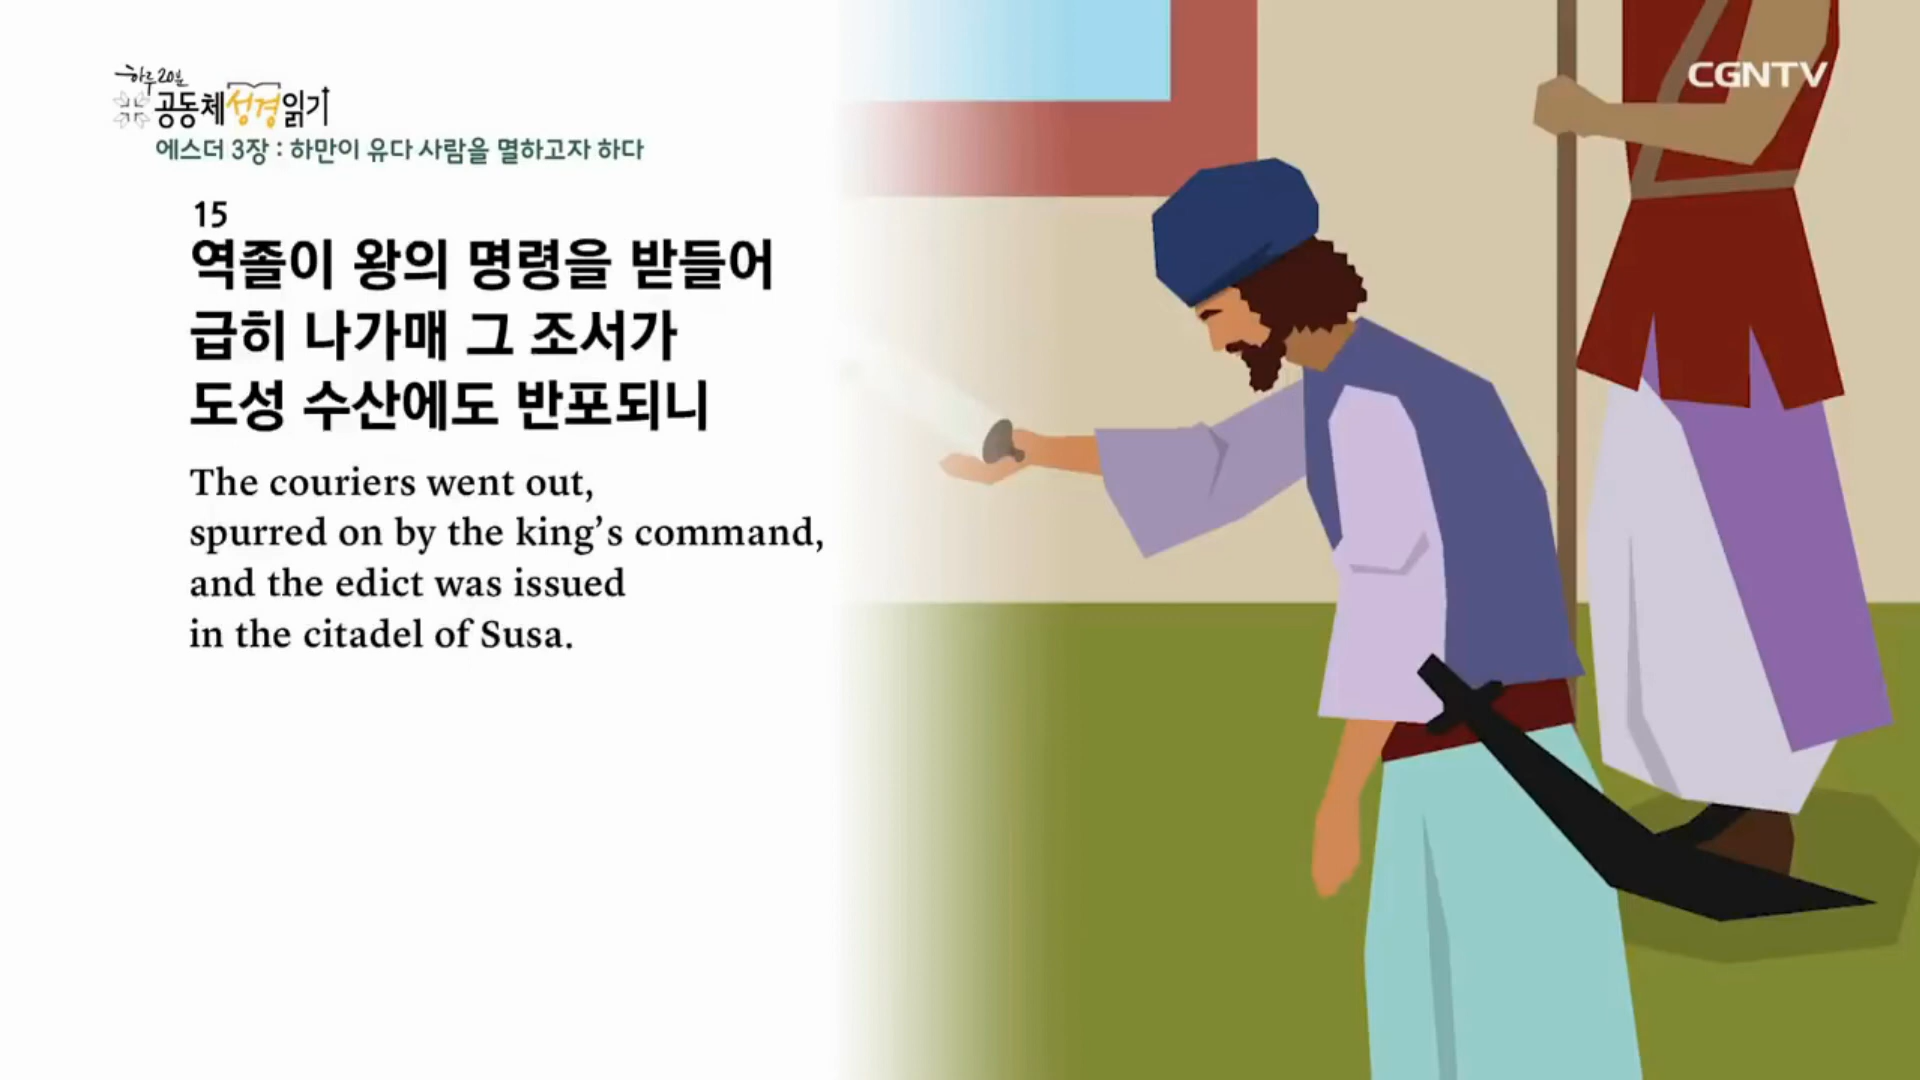 하루 20분
공동체성경읽기
CGNTV
에스더 3장 : 하만이 유다 사람을 멸하고자 하다
15
역졸이 왕의 명령을 받들어
급히 나가매 그 조서가
도성 수산에도 반포되니
The couriers went out,
spurred on by the king’s command,
and the edict was issued
in the citadel of Susa.